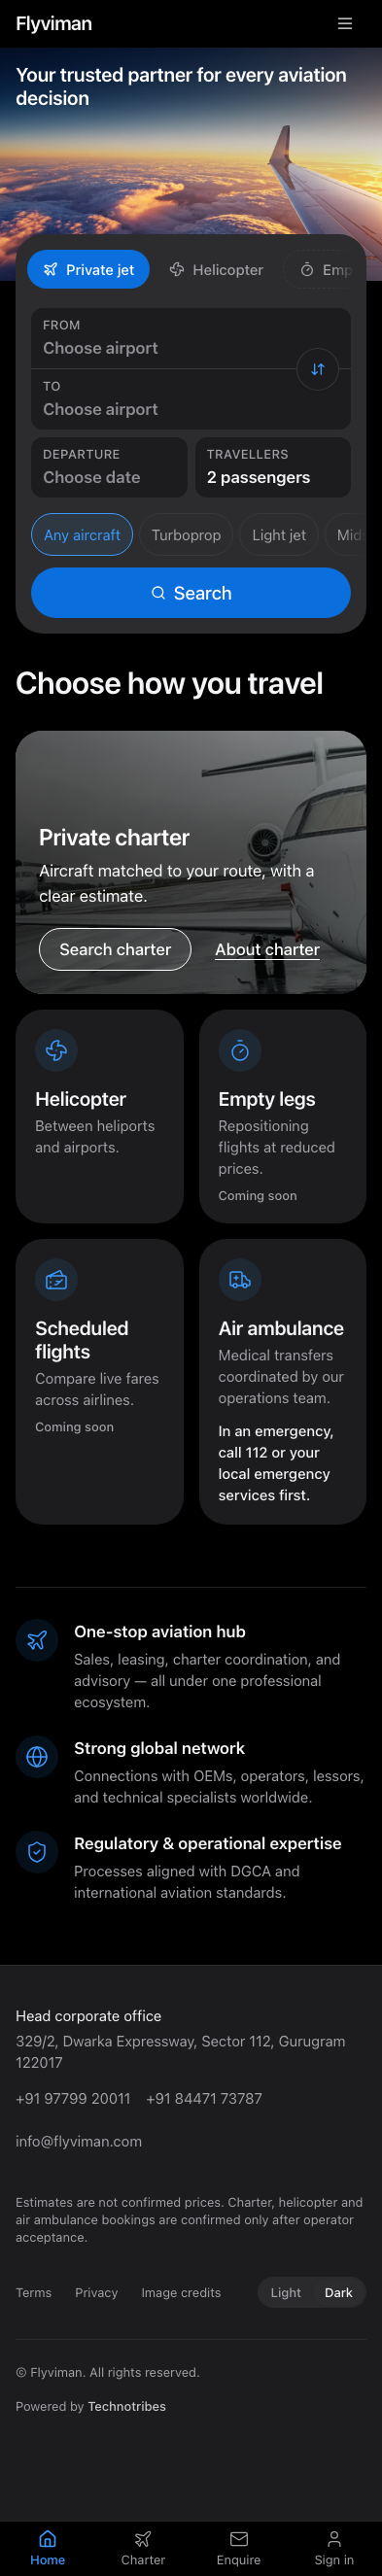 Flyviman
Your trusted partner for every aviation
decision
Private jet
Helicopter
Emp
FROM
Choose airport
TO
Choose airport
DEPARTURE
Choose date
TRAVELLERS
2 passengers
Any aircraft
Turboprop
Light jet
Mid
Search
Choose how you travel
Private charter
Aircraft matched to your route, with a
clear estimate.
Search charter
About charter
Helicopter
Between heliports
and airports.
Empty legs
Repositioning
flights at reduced
prices.
Coming soon
Scheduled
flights
Compare live fares
across airlines.
Coming soon
Air ambulance
Medical transfers
coordinated by our
operations team.
In an emergency,
call 112 or your
local emergency
services first.
One-stop aviation hub
Sales, leasing, charter coordination, and
advisory — all under one professional
ecosystem.
Strong global network
Connections with OEMs, operators, lessors,
and technical specialists worldwide.
Regulatory & operational expertise
Processes aligned with DGCA and
international aviation standards.
Head corporate office
329/2, Dwarka Expressway, Sector 112, Gurugram
122017
+91 97799 20011
+91 84471 73787
info@flyviman.com
Estimates are not confirmed prices. Charter, helicopter and
air ambulance bookings are confirmed only after operator
acceptance.
Terms
Privacy
Image credits
Light
Dark
© Flyviman. All rights reserved.
Powered by Technotribes
Home
Charter
Enquire
Sign in